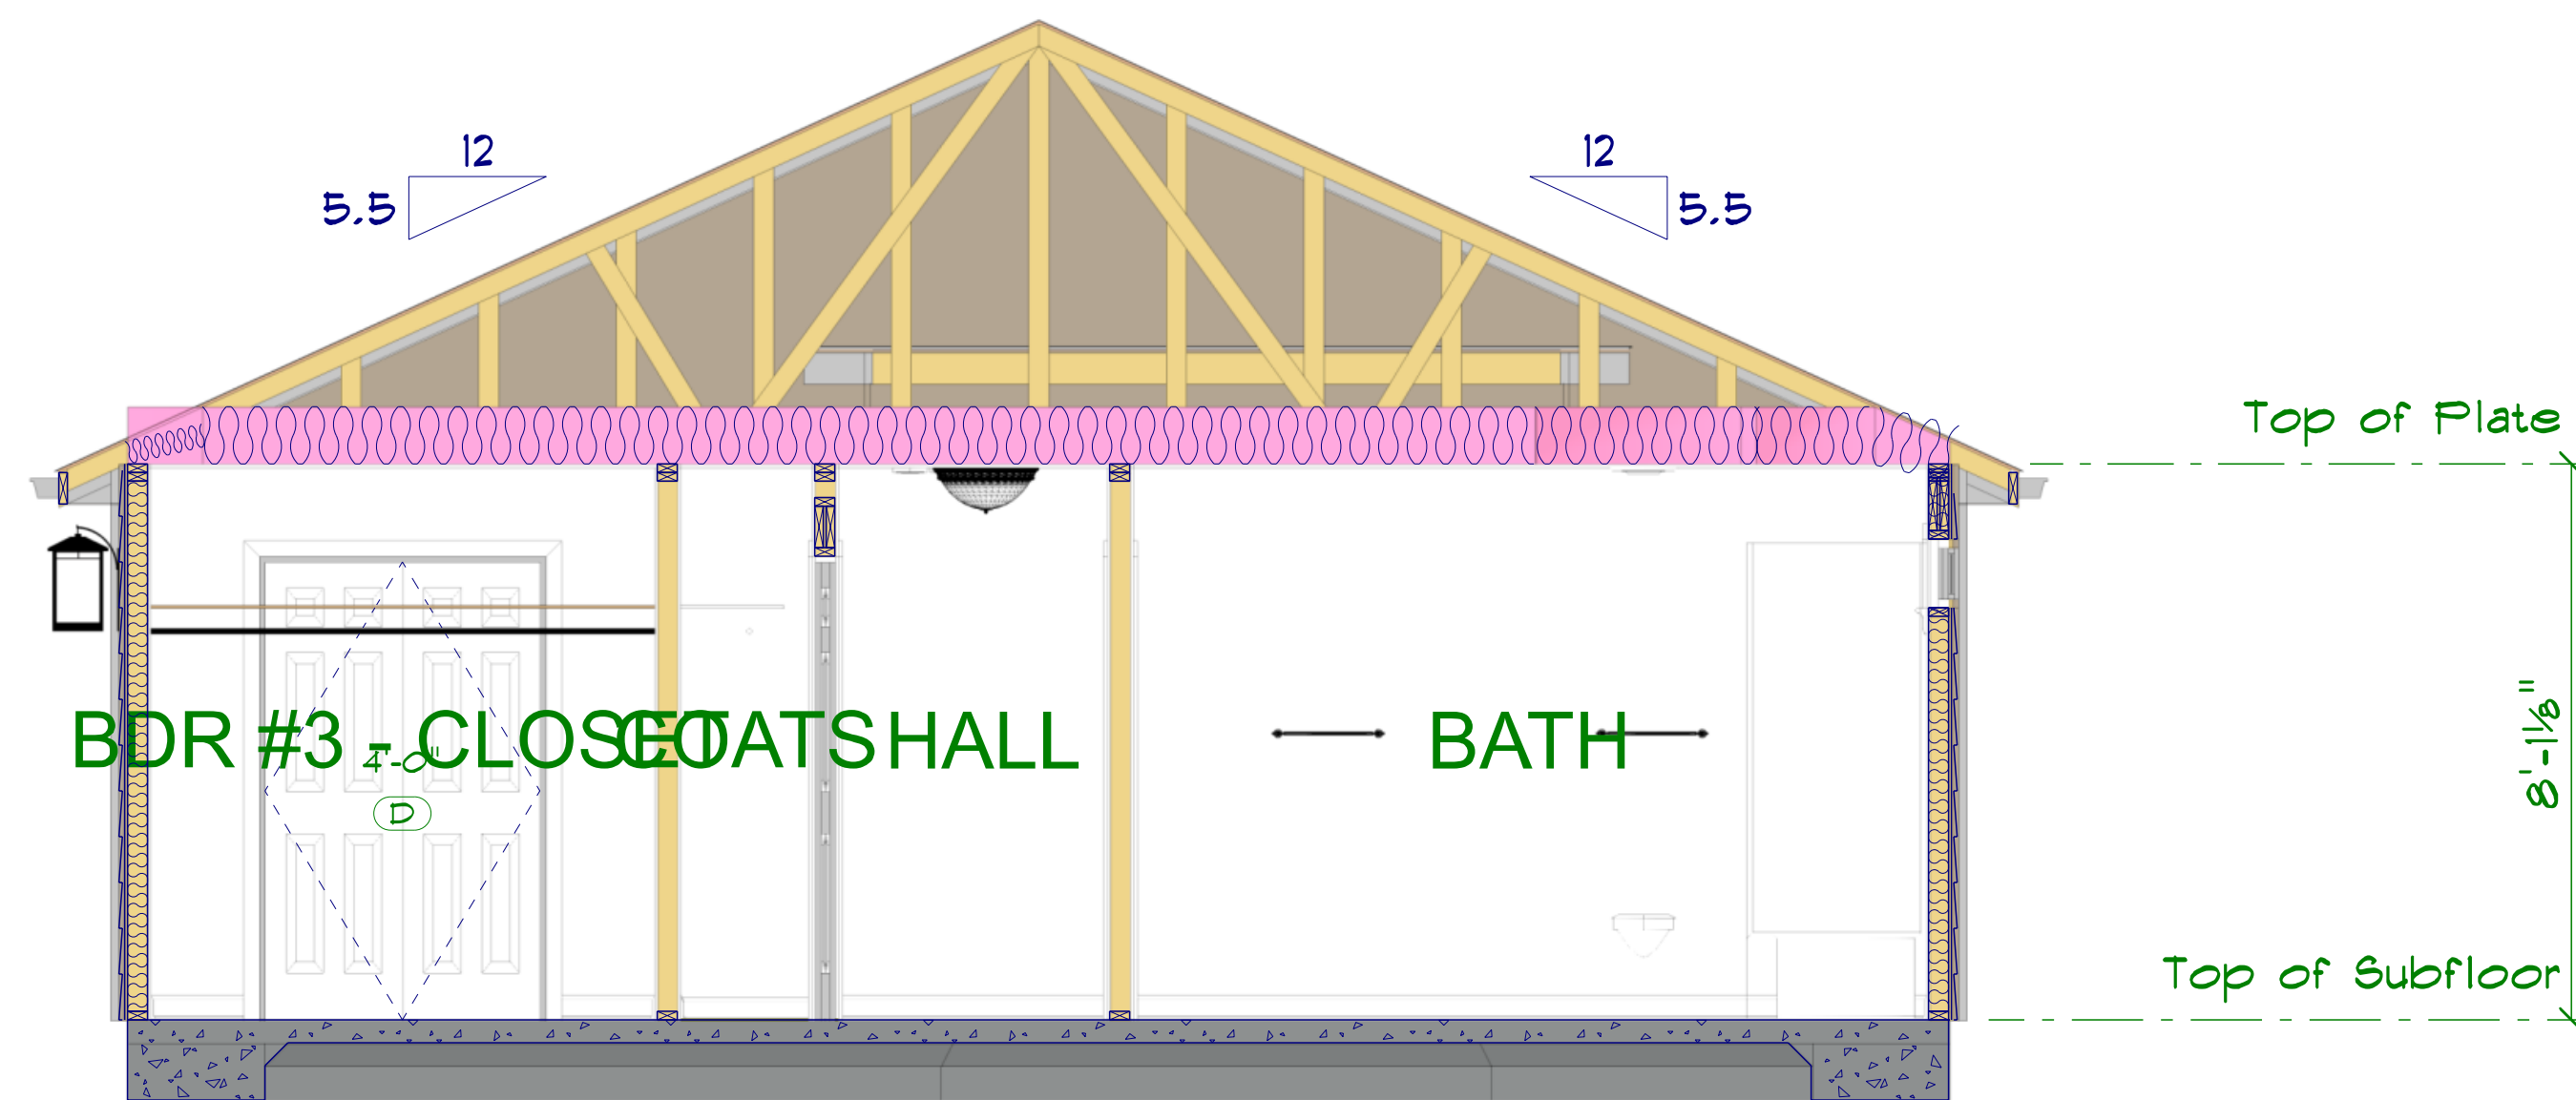 12
12
5.5
5.5
Top of Plate
8'-1 1/8"
BDR #3 - CLOSET
COATS
HALL
BATH
4'-0"
D
Top of Subfloor